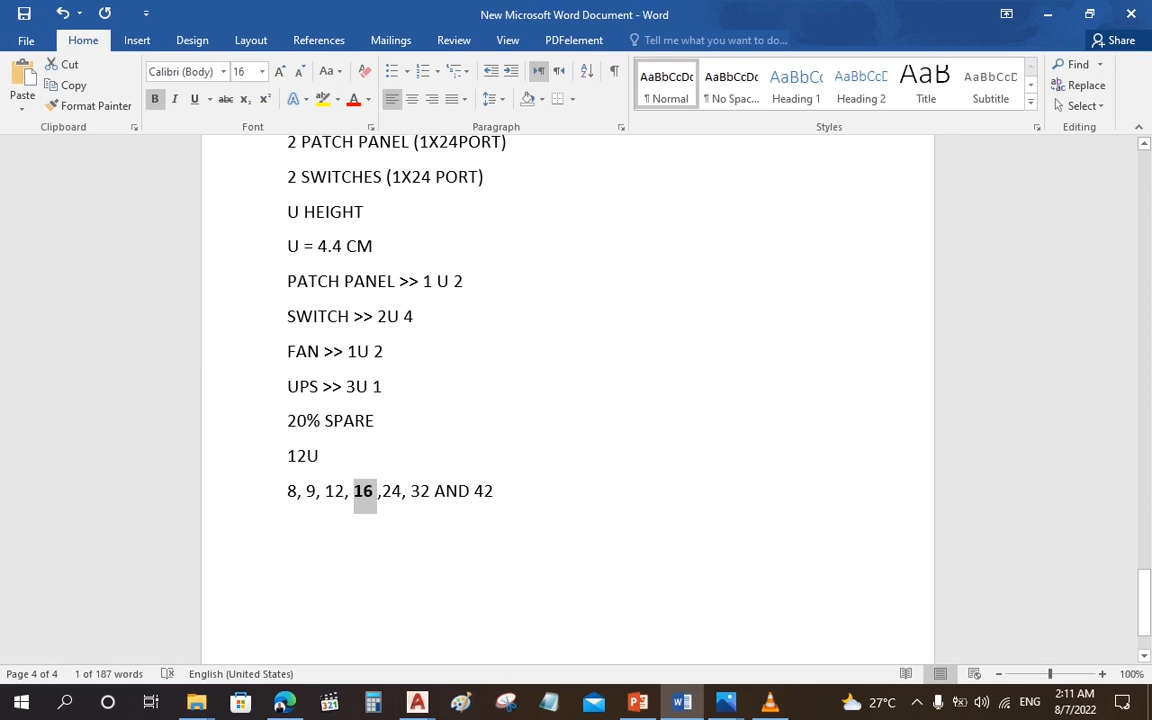 New Microsoft Word Document - Word
File Home Insert Design Layout References Mailings Review View PDFelement Tell me what you want to do... Share
Paste Cut Copy Format Painter
Calibri (Body) 16
AaBbCcDc AaBbCcDc AaBbCc AaBbCcD AaB AaBbCcD
¶ Normal ¶ No Spac... Heading 1 Heading 2 Title Subtitle
Find Replace Select
Clipboard Font Paragraph Styles Editing
2 PATCH PANEL (1X24PORT)
2 SWITCHES (1X24 PORT)
U HEIGHT
U = 4.4 CM
PATCH PANEL >> 1 U 2
SWITCH >> 2U 4
FAN >> 1U 2
UPS >> 3U 1
20% SPARE
12U
8, 9, 12, 16 ,24, 32 AND 42
Page 4 of 4 1 of 187 words English (United States) 100%
27°C ENG 2:11 AM
8/7/2022